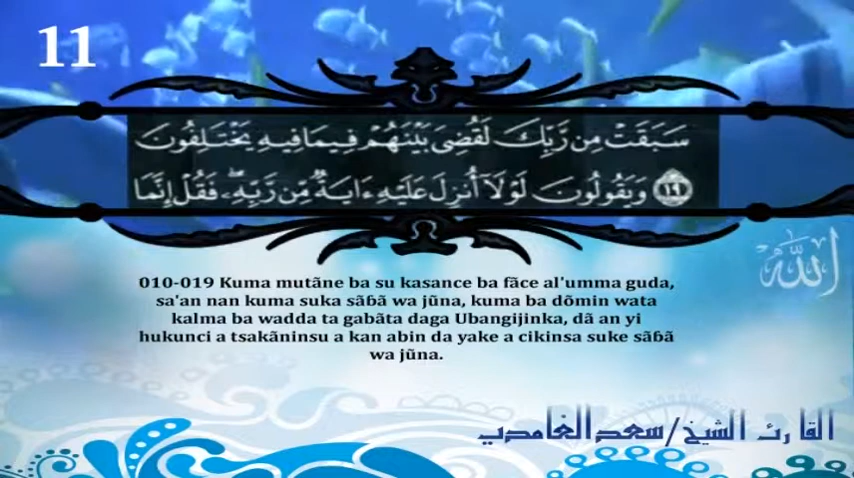 11
سَبَقَتْ مِن رَّبِّكَ لَقُضِىَ بَيْنَهُمْ فِيمَا فِيهِ يَخْتَلِفُونَ
١٩ وَيَقُولُونَ لَوْلَآ أُنزِلَ عَلَيْهِ ءَايَةٌ مِّن رَّبِّهِۦ ۖ فَقُلْ إِنَّمَا
الله
010-019 Kuma mutãne ba su kasance ba fãce al'umma guda,
sa'an nan kuma suka sãɓã wa jũna, kuma ba dõmin wata
kalma ba wadda ta gabãta daga Ubangijinka, dã an yi
hukunci a tsakãninsu a kan abin da yake a cikinsa suke sãɓã
wa jũna.
القارئ الشيخ/سعد الغامدي